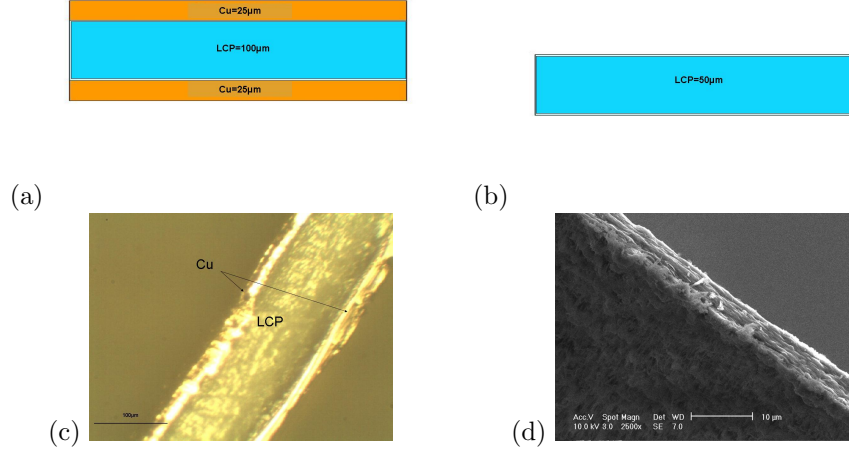 Cu=25µm
LCP=100µm
Cu=25µm
LCP=50µm
(a)
(b)
Cu
LCP
100µm
(c)
Acc.V Spot Magn Det WD 10 µm
10.0 kV 3.0 2500x SE 7.0
(d)